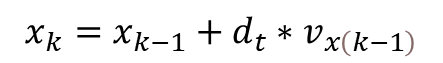 x_k = x_{k-1} + d_t * v_{x(k-1)}